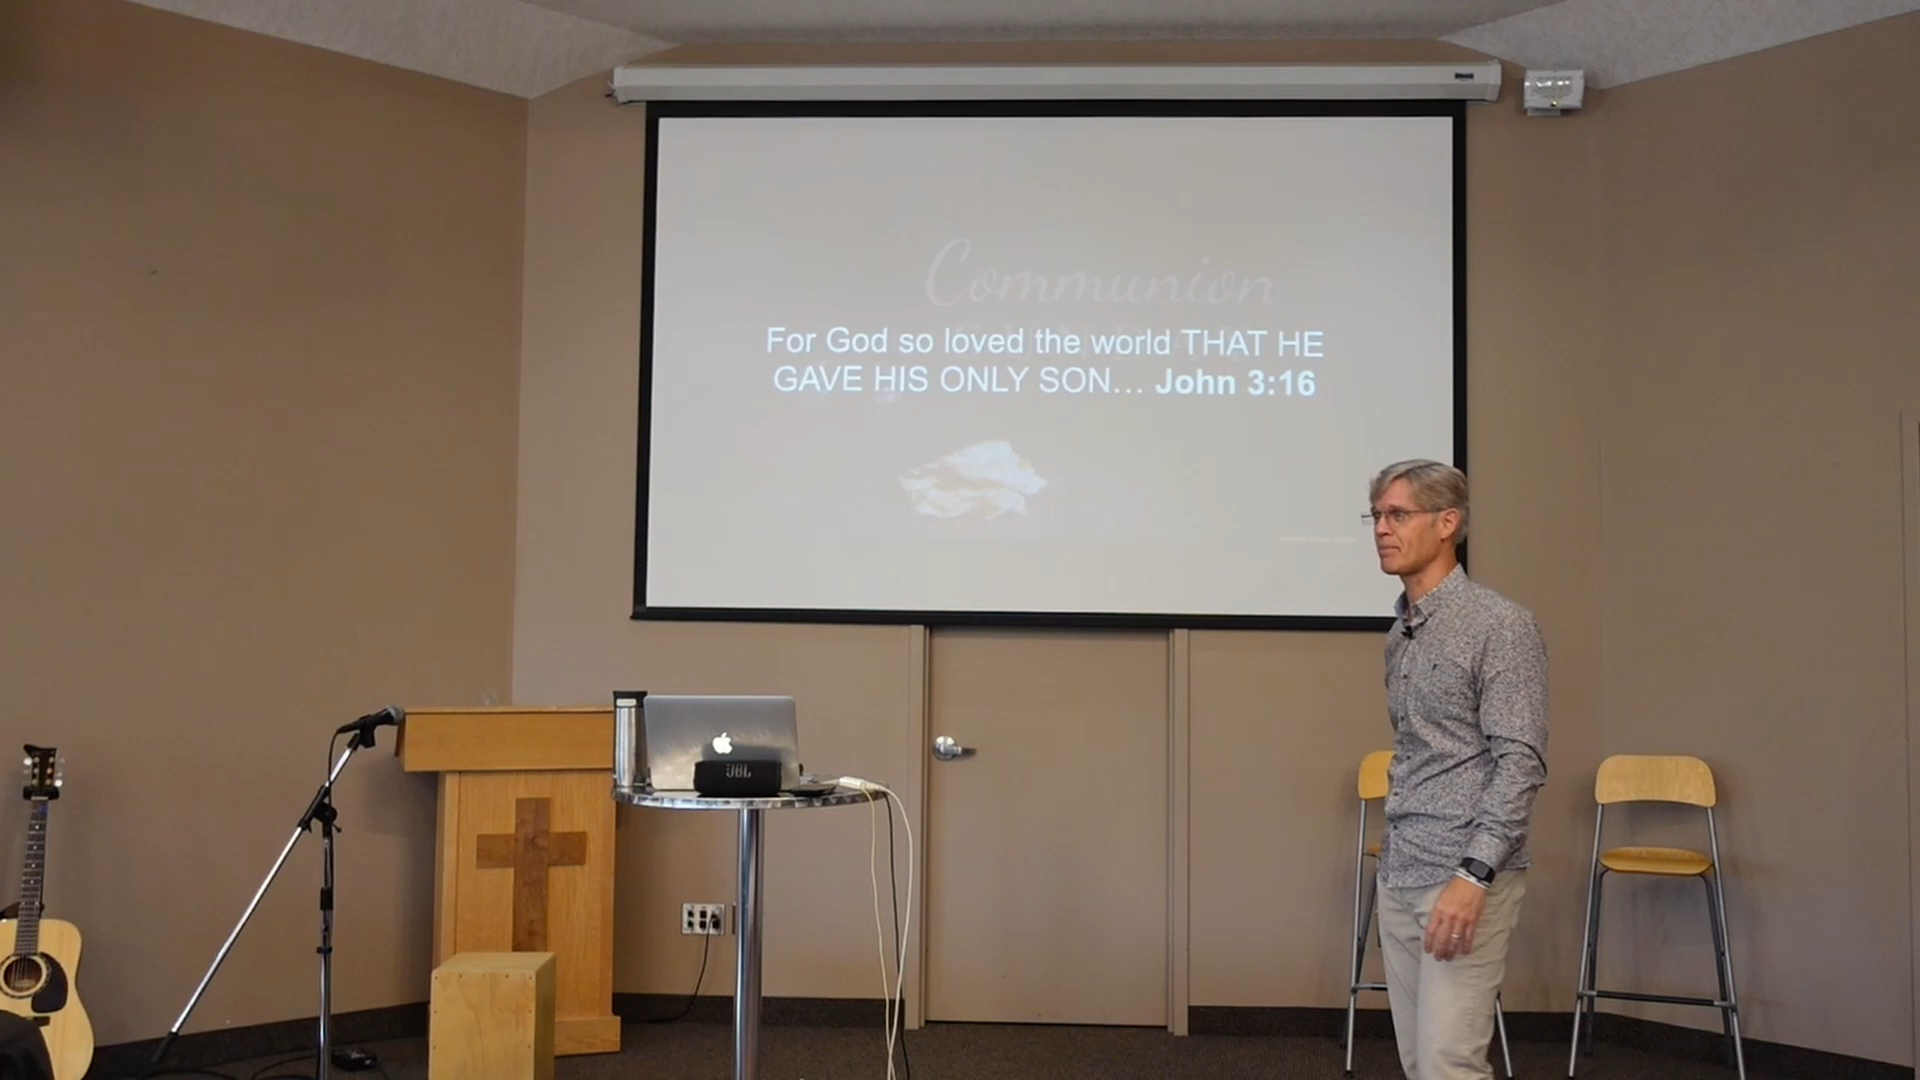 Communion
For God so loved the world THAT HE
GAVE HIS ONLY SON... John 3:16
JBL